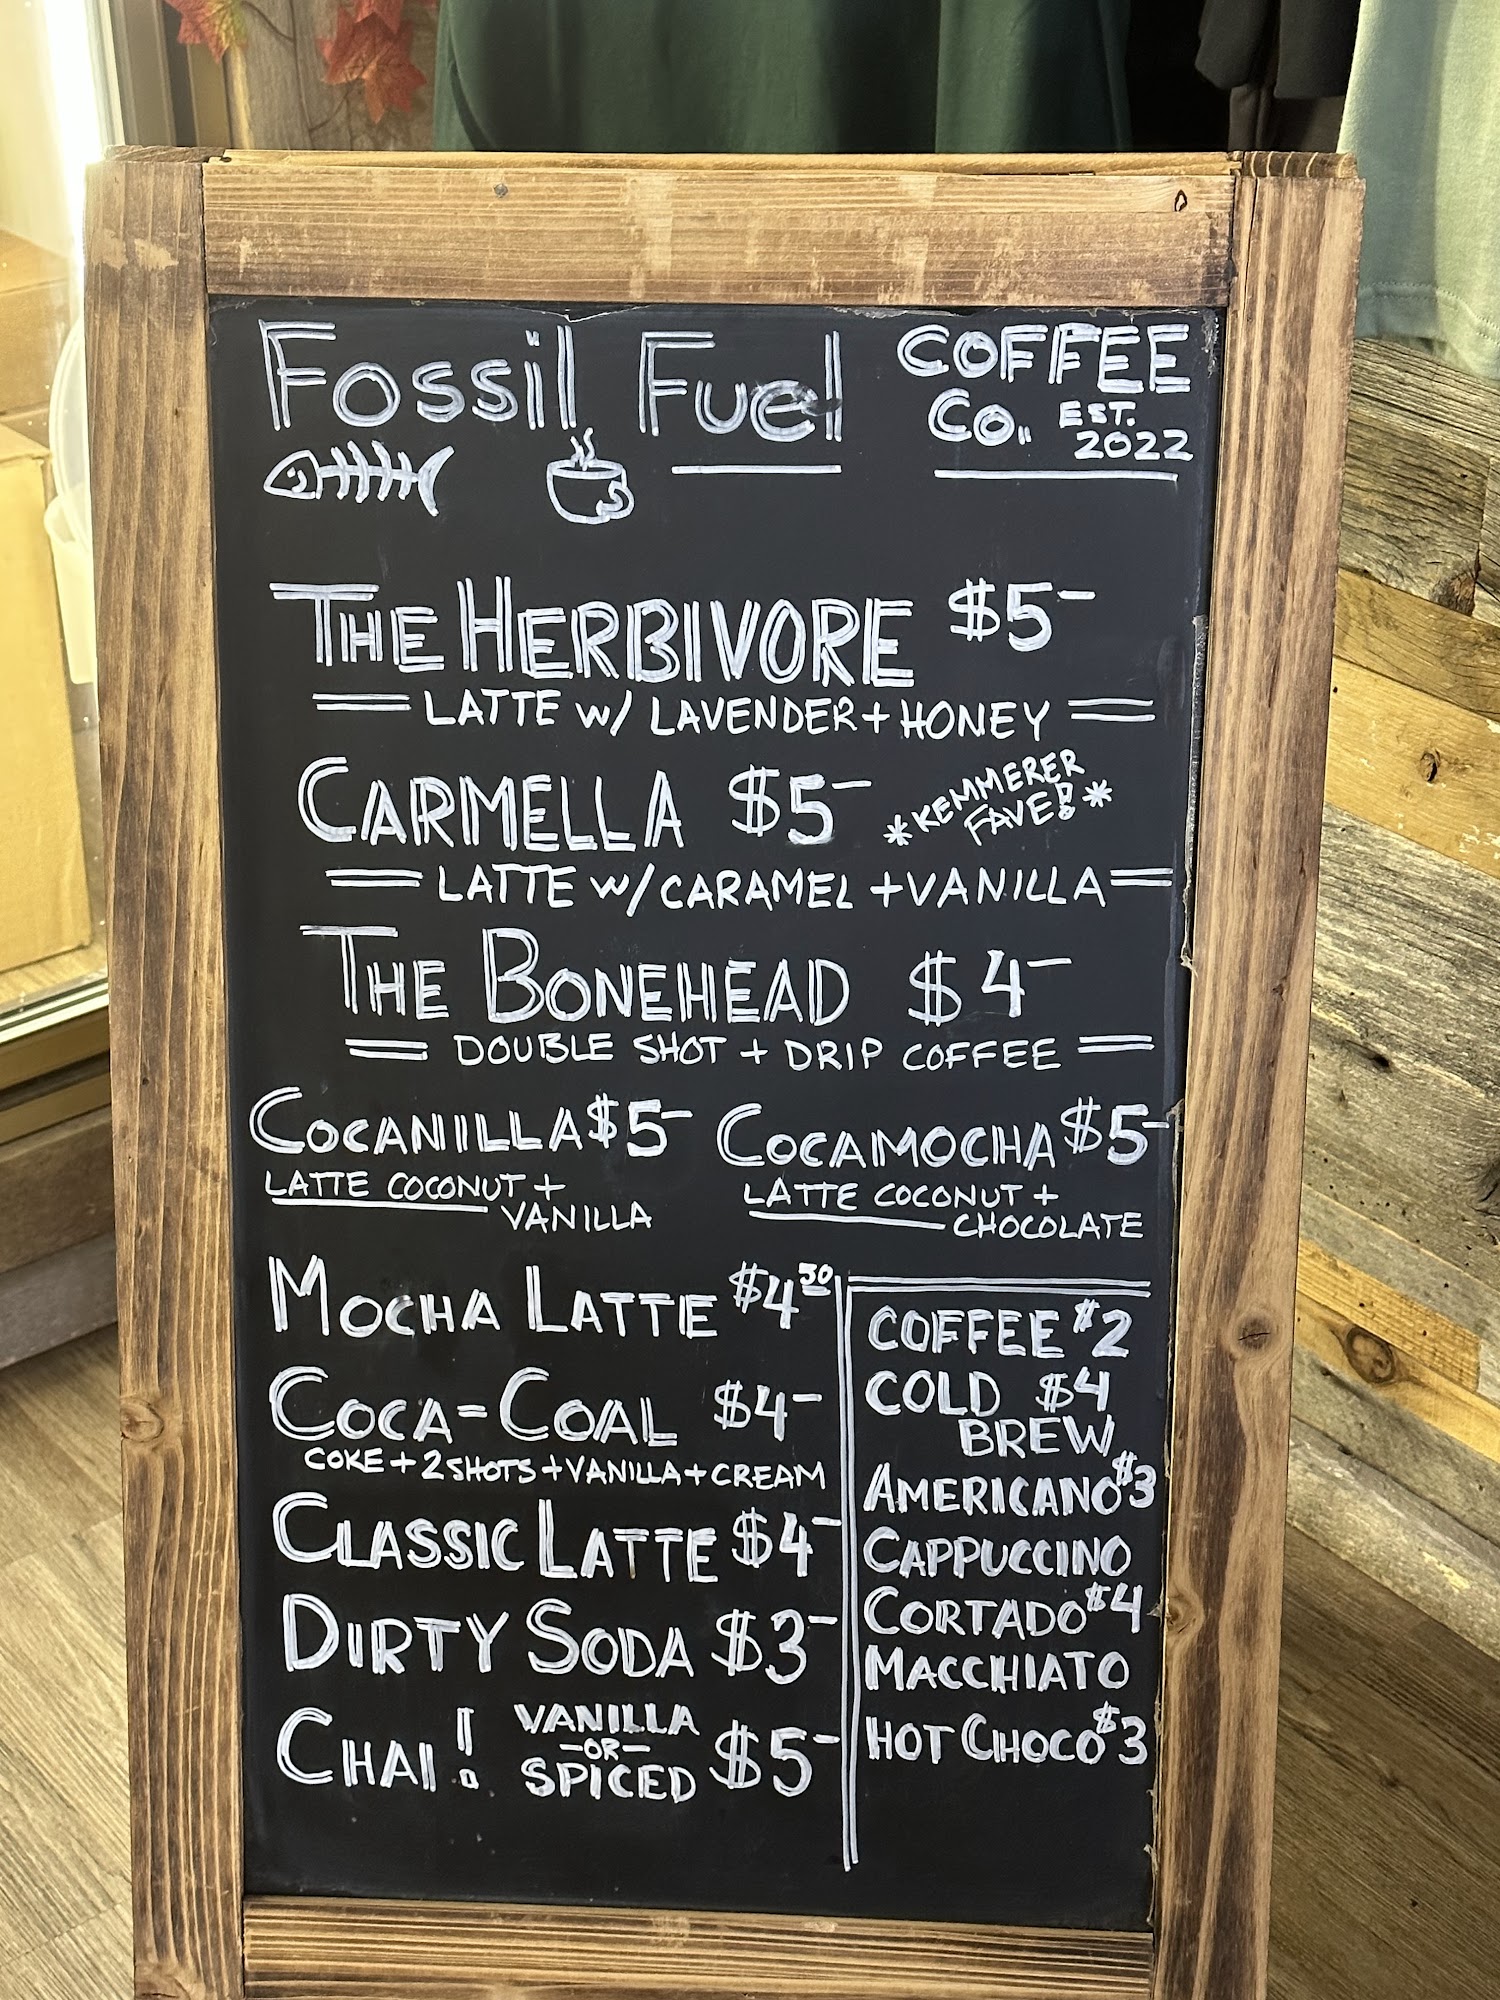 Fossil Fuel COFFEE
Co. EST.
2022
THE HERBIVORE $5-
LATTE W/ LAVENDER + HONEY
CARMELLA $5- *KEMMERER
FAVE!*
LATTE W/ CARAMEL + VANILLA
THE BONEHEAD $4-
DOUBLE SHOT + DRIP COFFEE
COCANILLA $5-
LATTE COCONUT +
VANILLA
COCAMOCHA $5-
LATTE COCONUT +
CHOCOLATE
MOCHA LATTE $4 50
COCA=COAL $4-
COKE + 2 SHOTS + VANILLA + CREAM
CLASSIC LATTE $4-
DIRTY SODA $3-
CHAI! VANILLA
-OR-
SPICED $5-
COFFEE $2
COLD $4
BREW
AMERICANO $3
CAPPUCCINO
CORTADO $4
MACCHIATO
HOT CHOCO $3